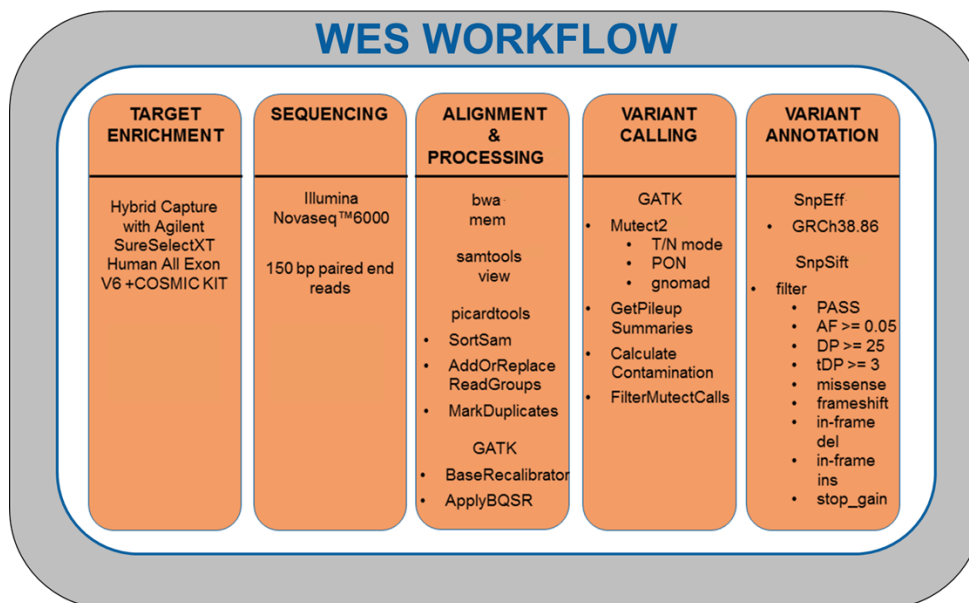 WES WORKFLOW
TARGET
ENRICHMENT
Hybrid Capture
with Agilent
SureSelectXT
Human All Exon
V6 +COSMIC KIT
SEQUENCING
Illumina
Novaseq™6000
150 bp paired end
reads
ALIGNMENT
&
PROCESSING
bwa
mem
samtools
view
picardtools
• SortSam
• AddOrReplace
ReadGroups
• MarkDuplicates
GATK
• BaseRecalibrator
• ApplyBQSR
VARIANT
CALLING
GATK
• Mutect2
• T/N mode
• PON
• gnomad
• GetPileup
Summaries
• Calculate
Contamination
• FilterMutectCalls
VARIANT
ANNOTATION
SnpEff
• GRCh38.86
SnpSift
• filter
• PASS
• AF >= 0.05
• DP >= 25
• tDP >= 3
• missense
• frameshift
• in-frame
del
• in-frame
ins
• stop_gain